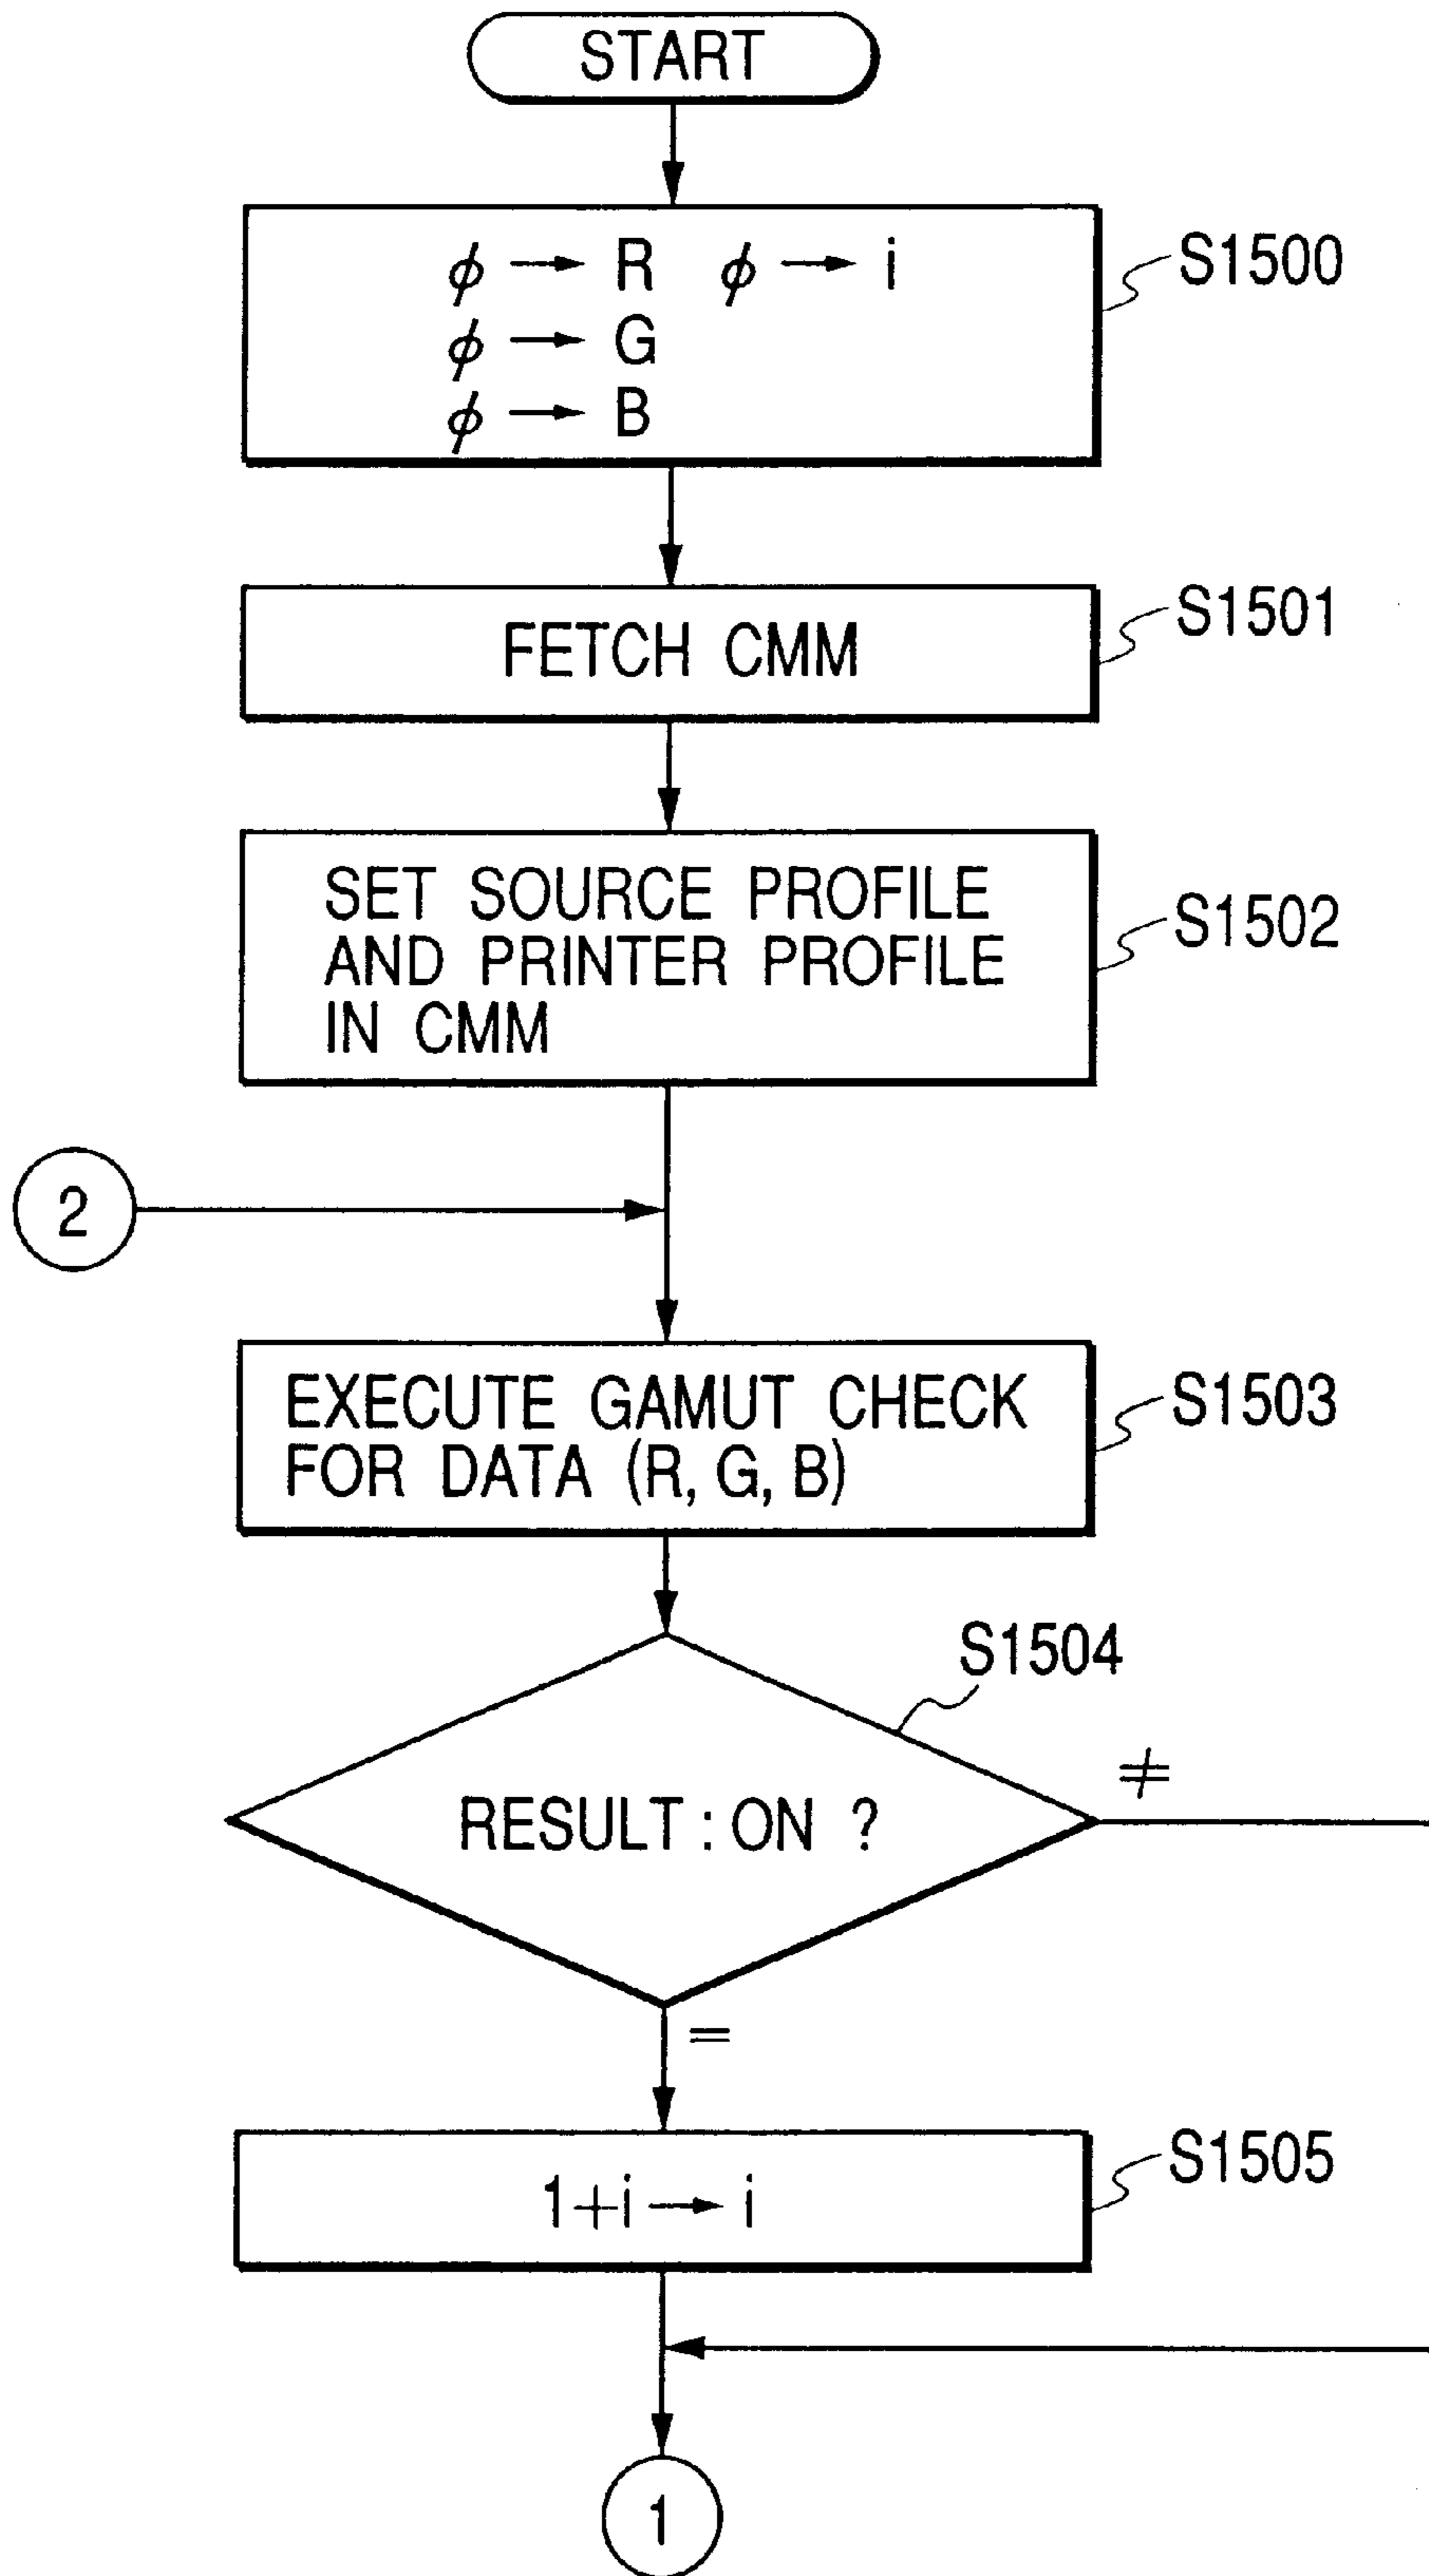 START
ϕ → R ϕ → i
ϕ → G
ϕ → B
S1500
FETCH CMM
S1501
SET SOURCE PROFILE
AND PRINTER PROFILE
IN CMM
S1502
2
EXECUTE GAMUT CHECK
FOR DATA (R, G, B)
S1503
S1504
RESULT : ON ?
≠
=
1+i → i
S1505
1